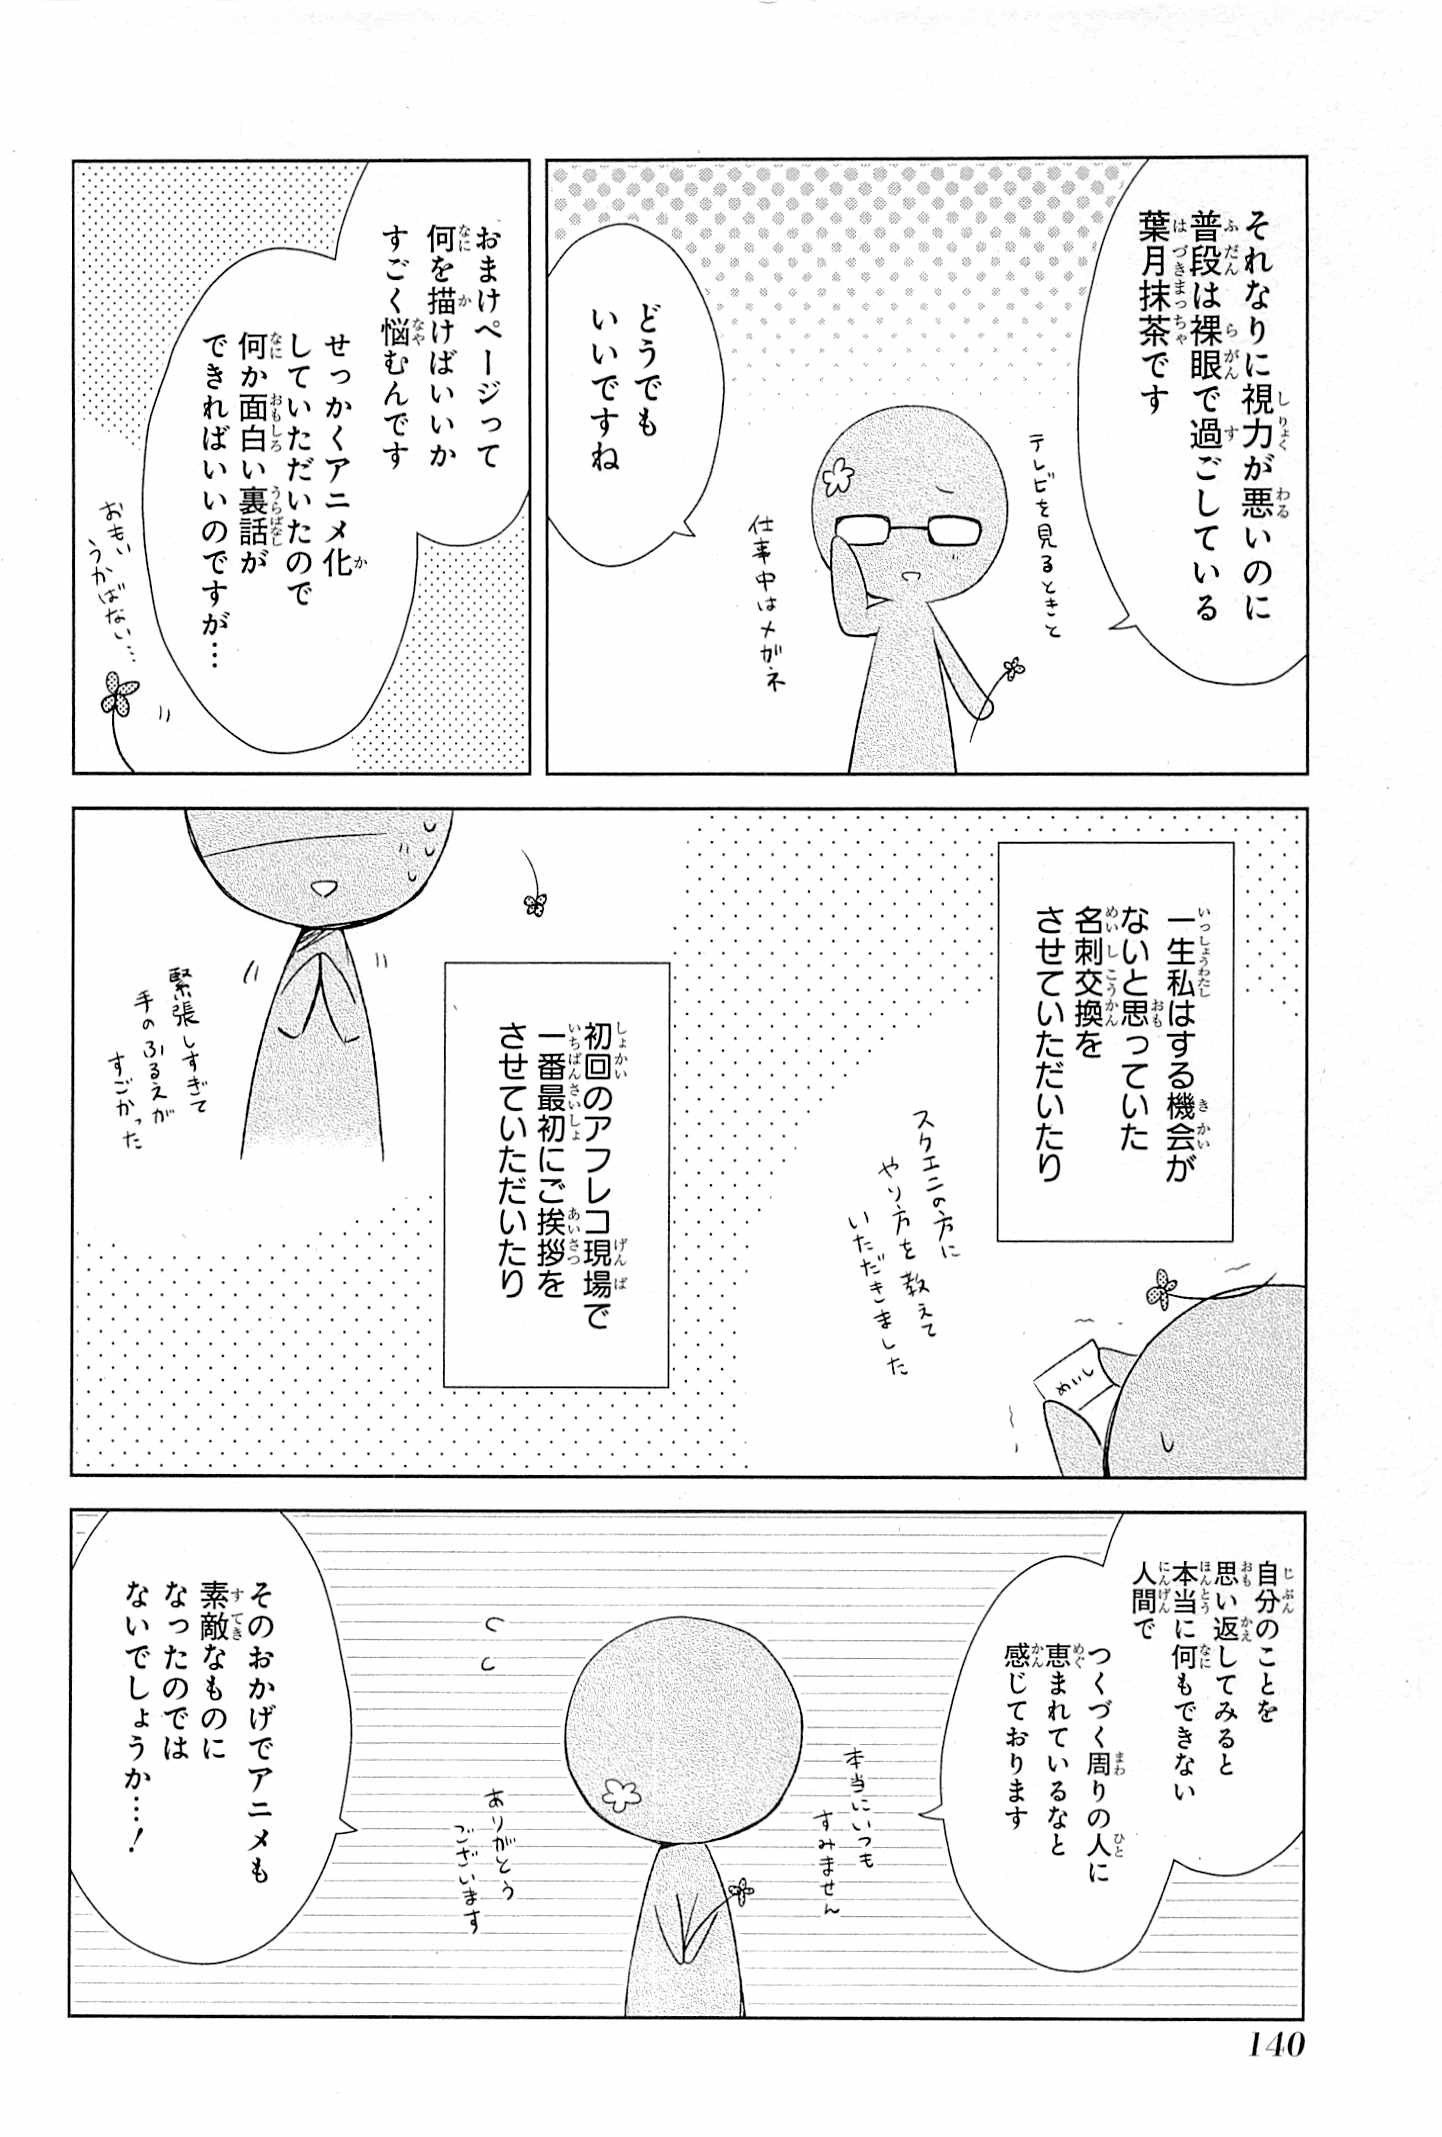 それなりに視力が悪いのに
普段は裸眼で過ごしている
葉月抹茶です
テレビを見るときと
仕事中はメガネ
どうでも
いいですね
おまけページって
何を描けばいいか
すごく悩むんです
せっかくアニメ化
していただいたので
何か面白い裏話が
できればいいのですが…
おもい
うかばない…
一生私はする機会が
ないと思っていた
名刺交換を
させていただいたり
スクエニの方に
やり方を教えて
いただきました
めいし
初回のアフレコ現場で
一番最初にご挨拶を
させていただいたり
緊張しすぎて
手のふるえが
すごかった
自分のことを
思い返してみると
本当に何もできない
人間で
つくづく周りの人に
恵まれているなと
感じております
本当にいつも
すみません
ありがとう
ございます
そのおかげでアニメも
素敵なものに
なったのでは
ないでしょうか…！
140